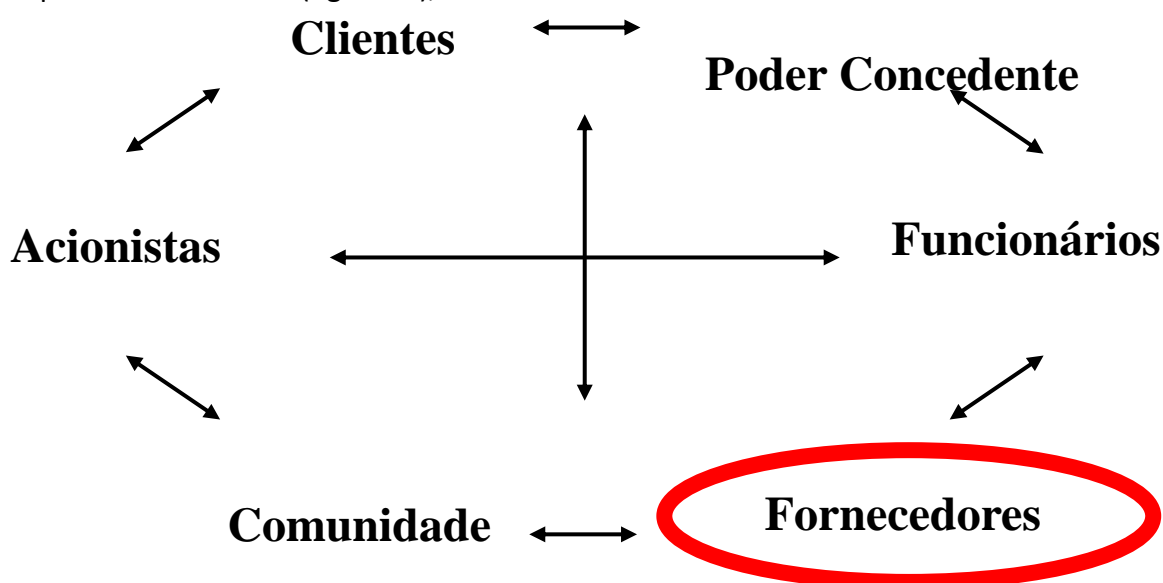 Clientes
Poder Concedente
Acionistas
Funcionários
Comunidade
Fornecedores